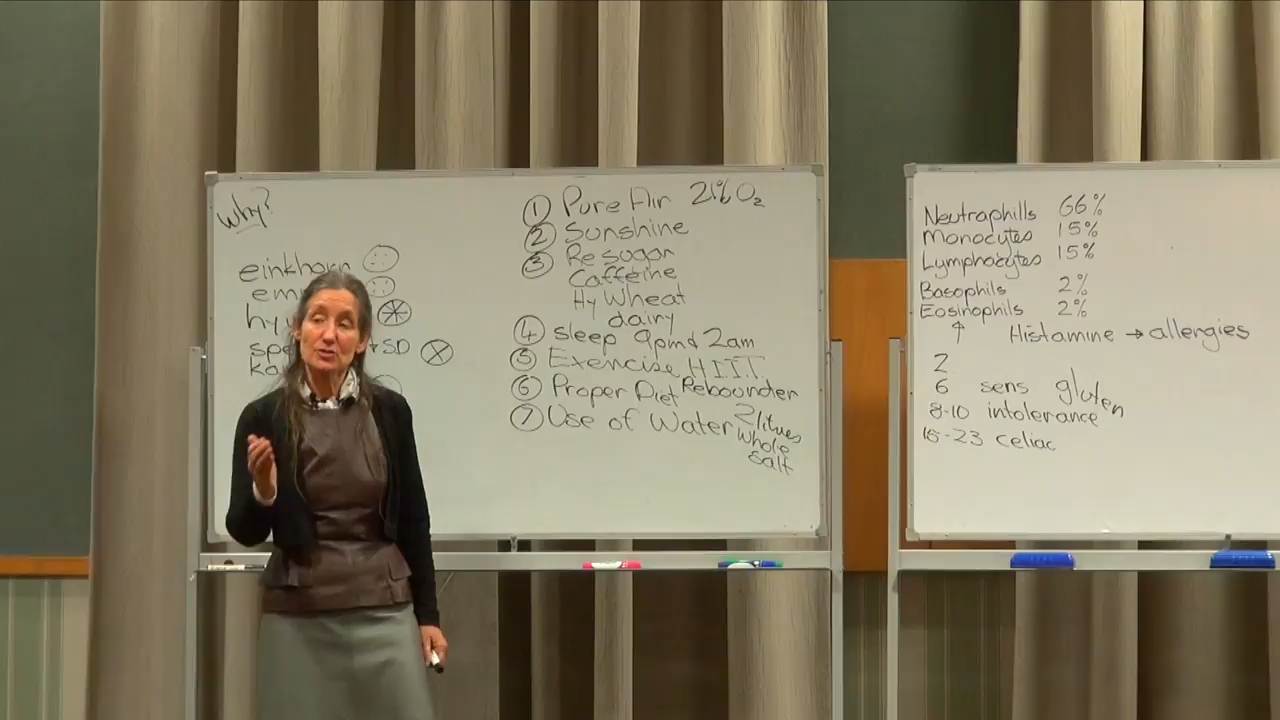 Why?
einkhorn
em
hy
spe + SD
ka
① Pure Air 21% O₂
② Sunshine
③ Re sugar
Caffeine
Hy Wheat
dairy
④ sleep 9pm & 2am
⑤ Exercise HIIT
Rebounder
⑥ Proper Diet
⑦ Use of Water 2 litres
whole
salt
Neutraphills 66%
Monocytes 15%
Lymphocytes 15%
Basophils 2%
Eosinophils 2%
↑ Histamine → allergies
2
6 sens gluten
8-10 intolerance
-23 celiac